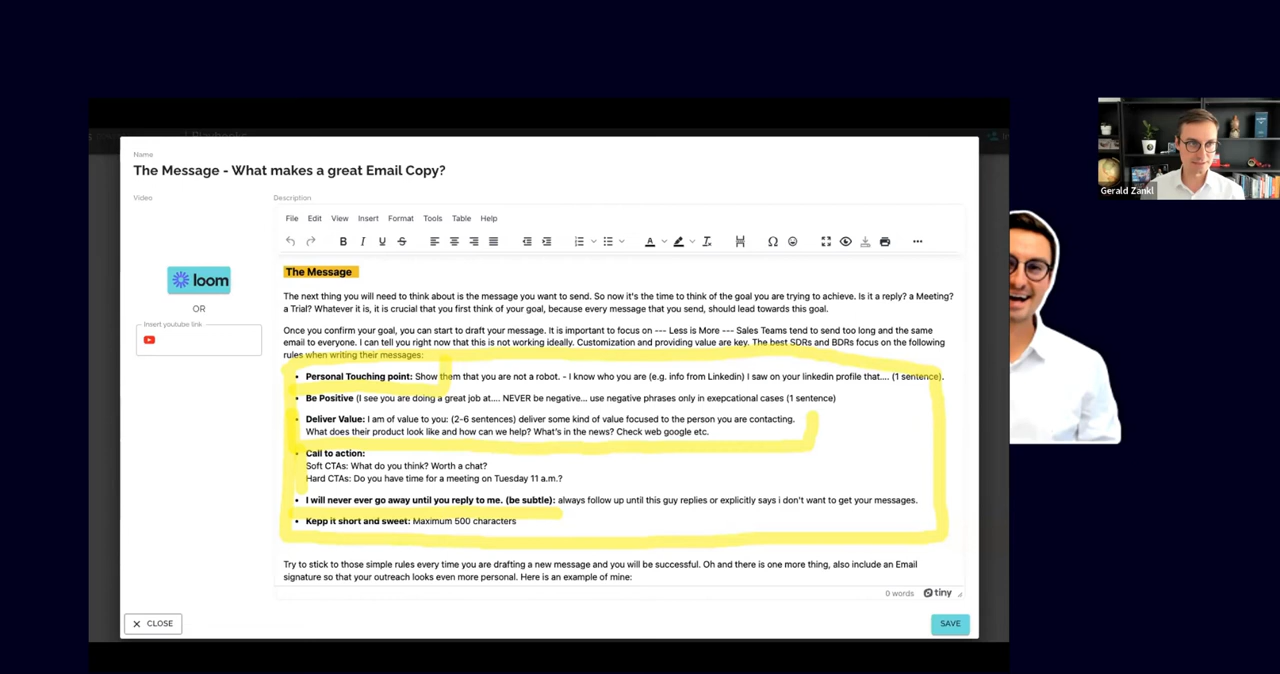 Gerald Zankl
Name
The Message - What makes a great Email Copy?
Video
Description
File Edit View Insert Format Tools Table Help
The Message
loom
OR
Insert youtube link
The next thing you will need to think about is the message you want to send. So now it's the time to think of the goal you are trying to achieve. Is it a reply? a Meeting?
a Trial? Whatever it is, it is crucial that you first think of your goal, because every message that you send, should lead towards this goal.
Once you confirm your goal, you can start to draft your message. It is important to focus on --- Less is More --- Sales Teams tend to send too long and the same
email to everyone. I can tell you right now that this is not working ideally. Customization and providing value are key. The best SDRs and BDRs focus on the following
rules when writing their messages:
• Personal Touching point: Show them that you are not a robot. - I know who you are (e.g. info from Linkedin) I saw on your linkedin profile that.... (1 sentence).
• Be Positive (I see you are doing a great job at.... NEVER be negative... use negative phrases only in exepcational cases (1 sentence)
• Deliver Value: I am of value to you: (2-6 sentences) deliver some kind of value focused to the person you are contacting.
What does their product look like and how can we help? What's in the news? Check web google etc.
• Call to action:
Soft CTAs: What do you think? Worth a chat?
Hard CTAs: Do you have time for a meeting on Tuesday 11 a.m.?
• I will never ever go away until you reply to me. (be subtle): always follow up until this guy replies or explicitly says i don't want to get your messages.
• Kepp it short and sweet: Maximum 500 characters
Try to stick to those simple rules every time you are drafting a new message and you will be successful. Oh and there is one more thing, also include an Email
signature so that your outreach looks even more personal. Here is an example of mine:
0 words tiny
CLOSE
SAVE